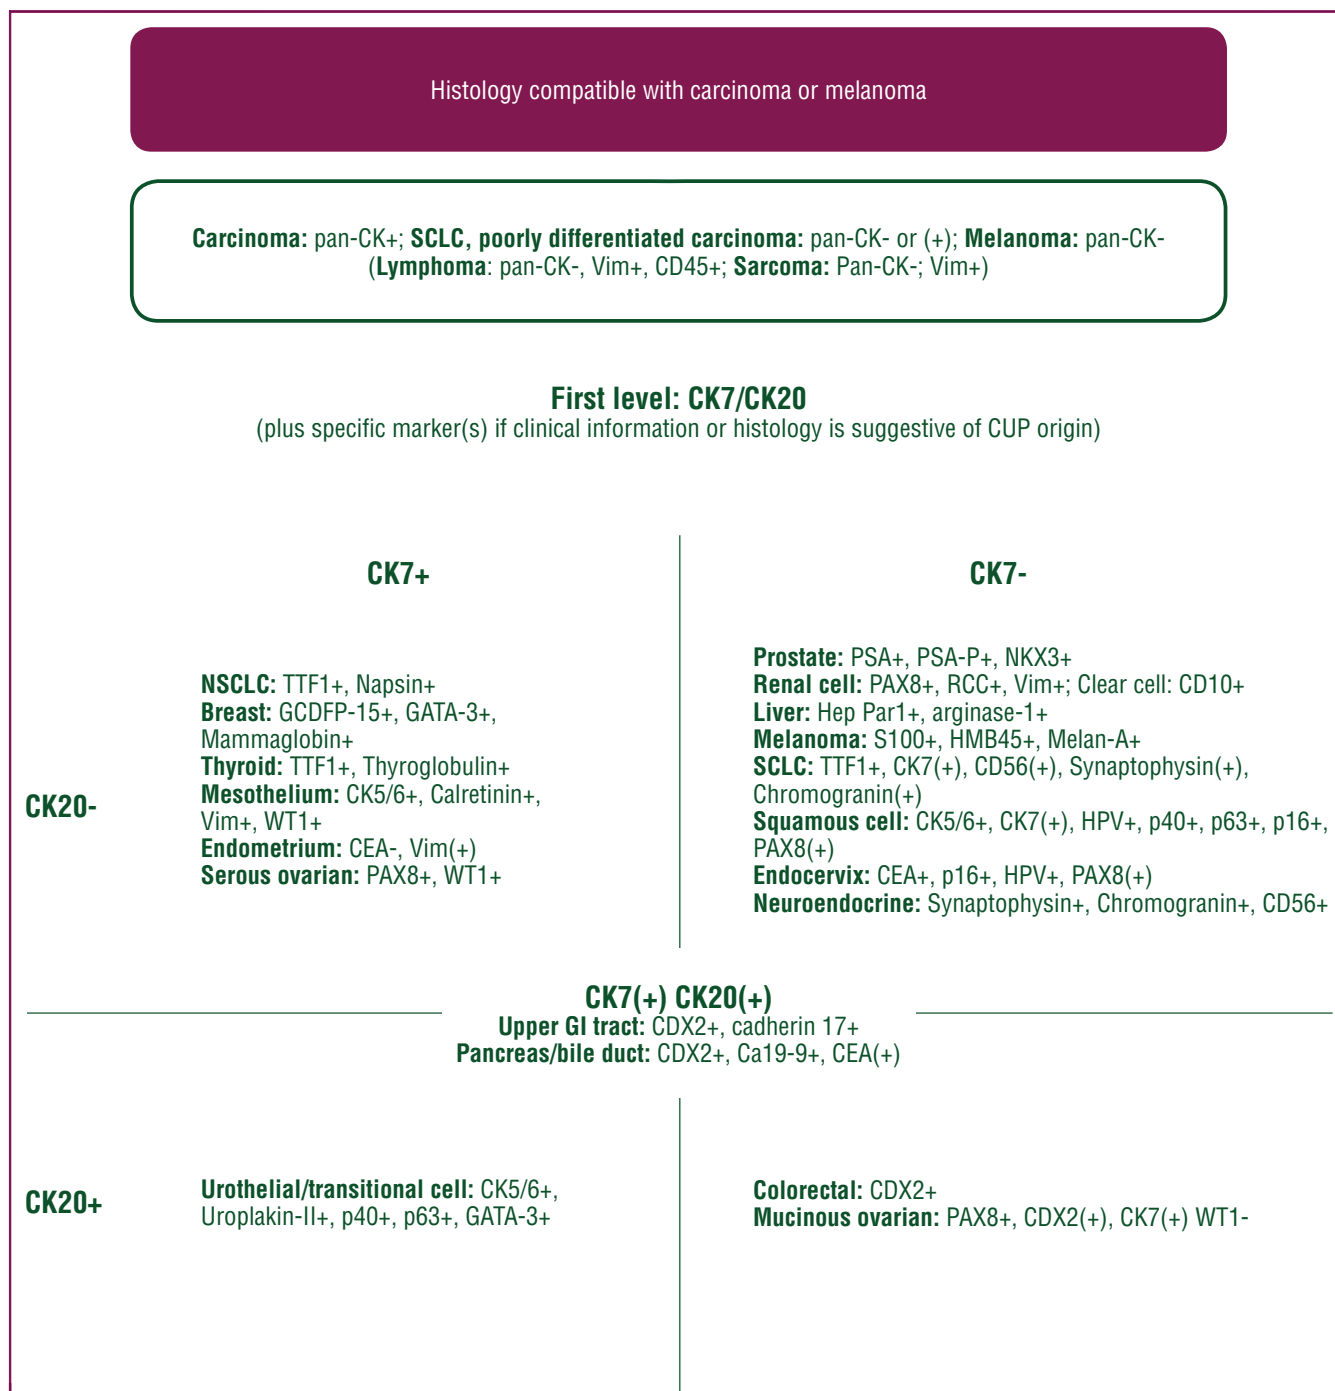 Histology compatible with carcinoma or melanoma
Carcinoma: pan-CK+; SCLC, poorly differentiated carcinoma: pan-CK- or (+); Melanoma: pan-CK-
(Lymphoma: pan-CK-, Vim+, CD45+; Sarcoma: Pan-CK-; Vim+)
First level: CK7/CK20
(plus specific marker(s) if clinical information or histology is suggestive of CUP origin)
CK7+
CK7-
CK20-
NSCLC: TTF1+, Napsin+
Breast: GCDFP-15+, GATA-3+,
Mammaglobin+
Thyroid: TTF1+, Thyroglobulin+
Mesothelium: CK5/6+, Calretinin+,
Vim+, WT1+
Endometrium: CEA-, Vim(+)
Serous ovarian: PAX8+, WT1+
Prostate: PSA+, PSA-P+, NKX3+
Renal cell: PAX8+, RCC+, Vim+; Clear cell: CD10+
Liver: Hep Par1+, arginase-1+
Melanoma: S100+, HMB45+, Melan-A+
SCLC: TTF1+, CK7(+), CD56(+), Synaptophysin(+),
Chromogranin(+)
Squamous cell: CK5/6+, CK7(+), HPV+, p40+, p63+, p16+,
PAX8(+)
Endocervix: CEA+, p16+, HPV+, PAX8(+)
Neuroendocrine: Synaptophysin+, Chromogranin+, CD56+
CK7(+) CK20(+)
Upper GI tract: CDX2+, cadherin 17+
Pancreas/bile duct: CDX2+, Ca19-9+, CEA(+)
CK20+
Urothelial/transitional cell: CK5/6+,
Uroplakin-II+, p40+, p63+, GATA-3+
Colorectal: CDX2+
Mucinous ovarian: PAX8+, CDX2(+), CK7(+) WT1-